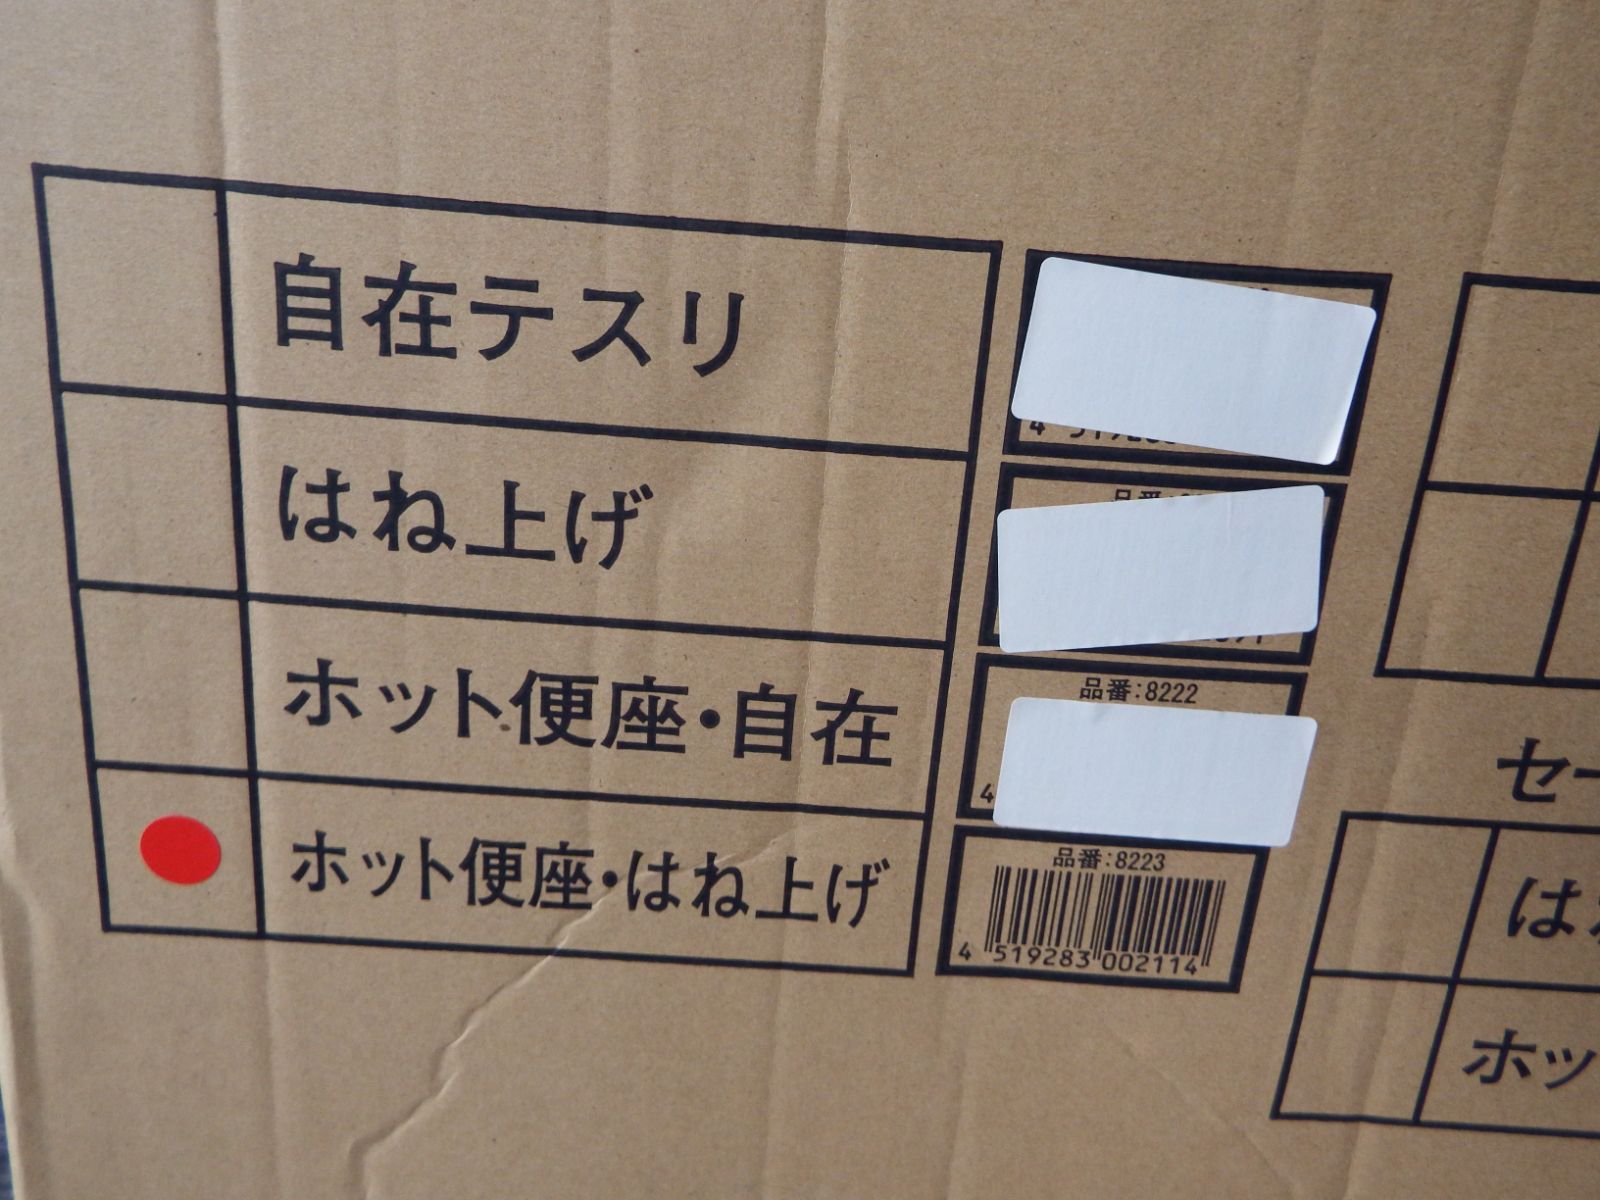 自在テスリ
はね上げ
ホット便座・自在
品番:8222
4
ホット便座・はね上げ
品番:8223
4 519283 002114
セー
は
ホッ